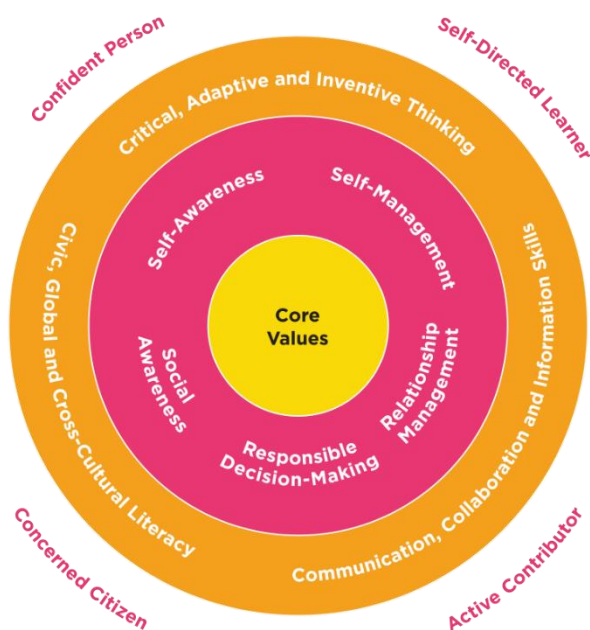 Confident Person
Self-Directed Learner
Critical, Adaptive and Inventive Thinking
Self-Awareness
Self-Management
Civic, Global and Cross-Cultural Literacy
Communication, Collaboration and Information Skills
Core
Values
Social
Awareness
Relationship
Management
Responsible
Decision-Making
Concerned Citizen
Active Contributor